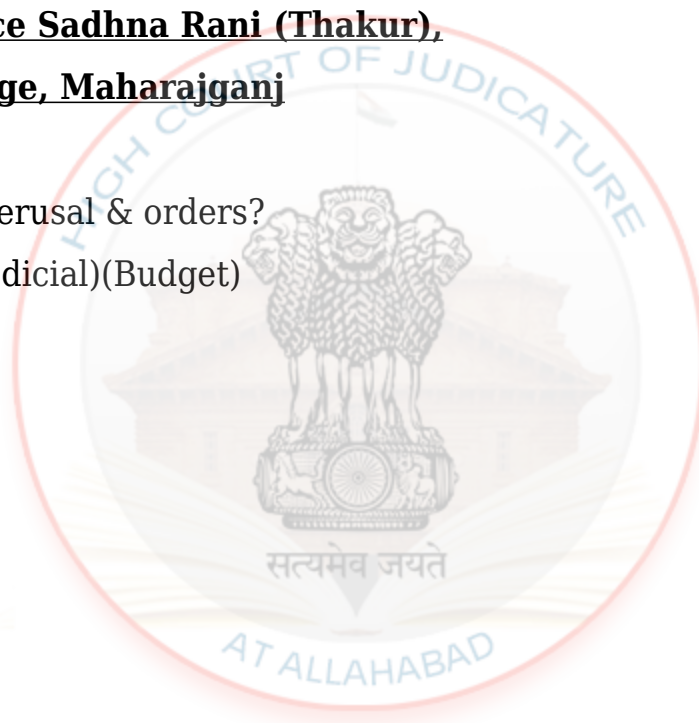 ce Sadhna Rani (Thakur),
ge, Maharajganj
HIGH COURT OF JUDICATURE
erusal & orders?
dicial)(Budget)
सत्यमेव जयते
AT ALLAHABAD